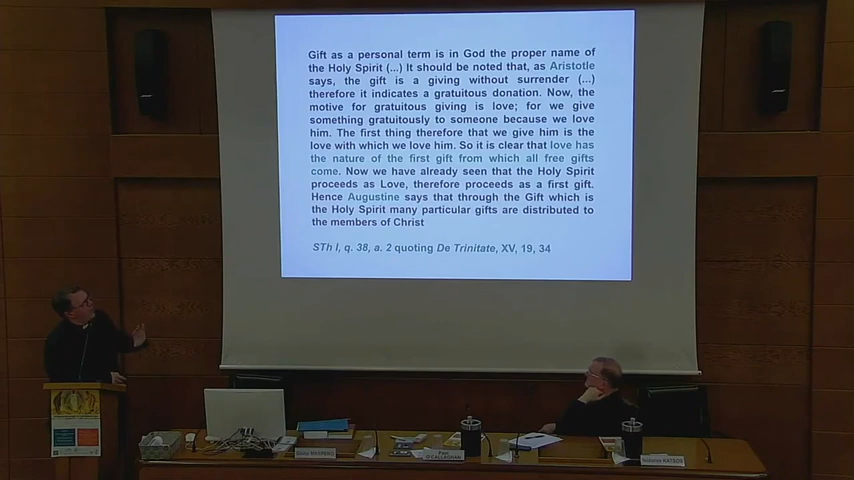 Gift as a personal term is in God the proper name of
the Holy Spirit (...) It should be noted that, as Aristotle
says, the gift is a giving without surrender (...)
therefore it indicates a gratuitous donation. Now, the
motive for gratuitous giving is love; for we give
something gratuitously to someone because we love
him. The first thing therefore that we give him is the
love with which we love him. So it is clear that love has
the nature of the first gift from which all free gifts
come. Now we have already seen that the Holy Spirit
proceeds as Love, therefore proceeds as a first gift.
Hence Augustine says that through the Gift which is
the Holy Spirit many particular gifts are distributed to
the members of Christ
STh I, q. 38, a. 2 quoting De Trinitate, XV, 19, 34
MASPERO
Paul
O'CALLAGHAN
KATSOS